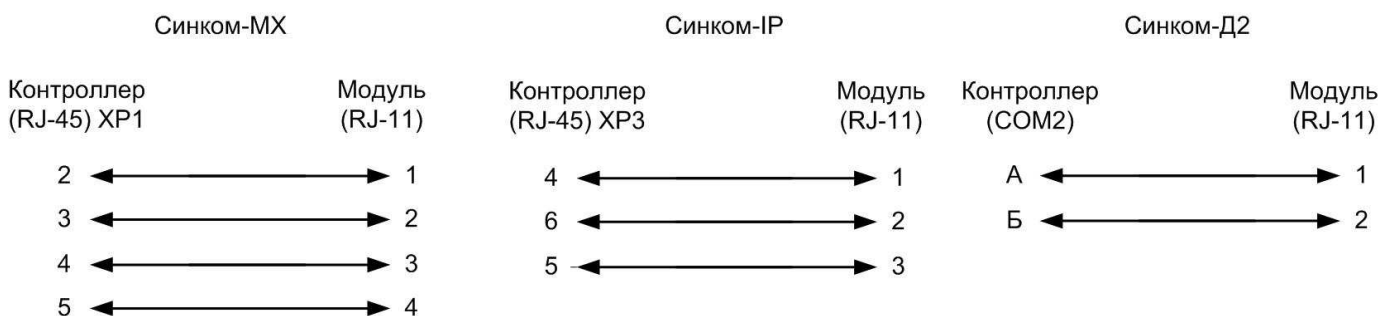 Синком-МХ
Контроллер Модуль
(RJ-45) XP1 (RJ-11)
2 1
3 2
4 3
5 4
Синком-IP
Контроллер Модуль
(RJ-45) XP3 (RJ-11)
4 1
6 2
5 3
Синком-Д2
Контроллер Модуль
(COM2) (RJ-11)
А 1
Б 2